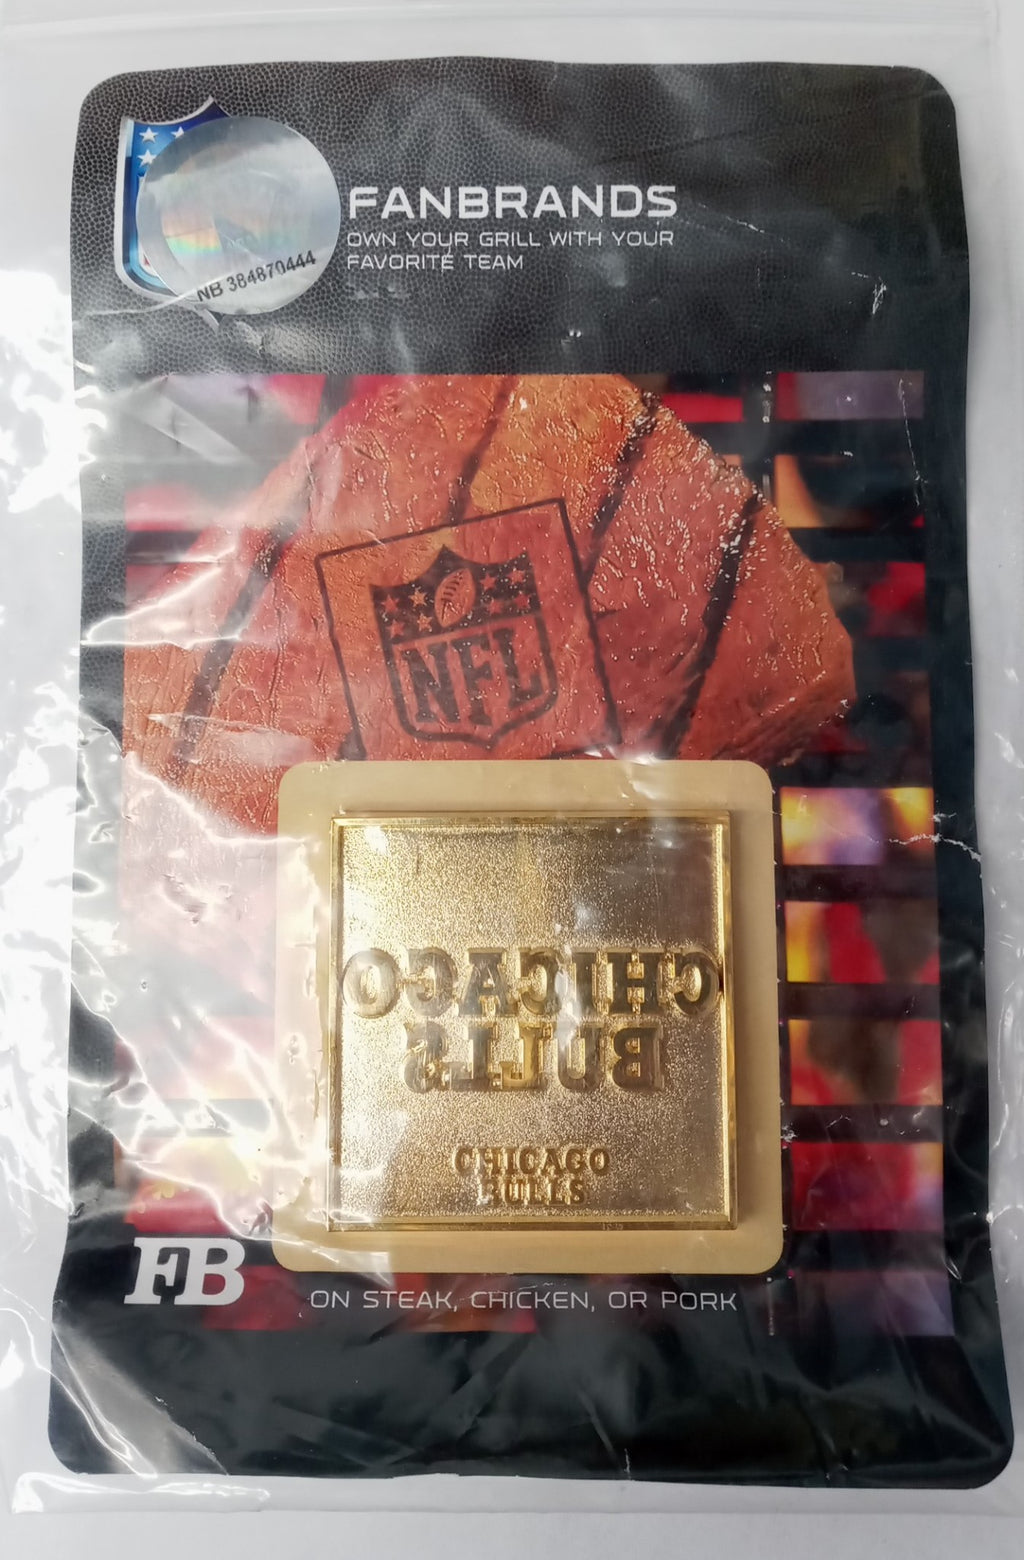 FANBRANDS
OWN YOUR GRILL WITH YOUR
FAVORITE TEAM
NB 384870444
NFL
CHICAGO
BULLS
CHICAGO
BULLS
FB
ON STEAK, CHICKEN, OR PORK